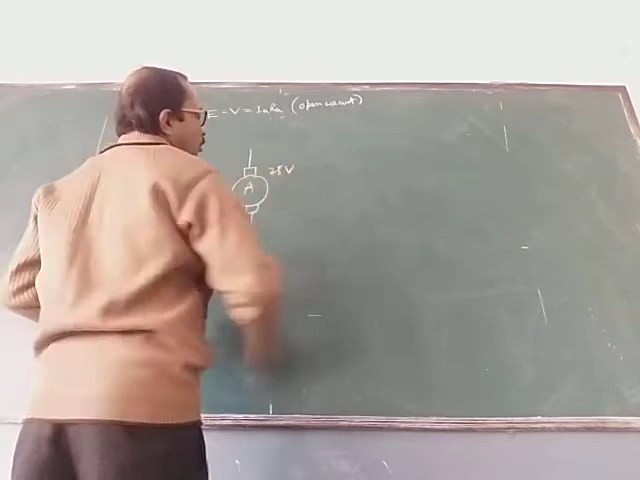 E - V = IaRa (Open circuit)
25V
A